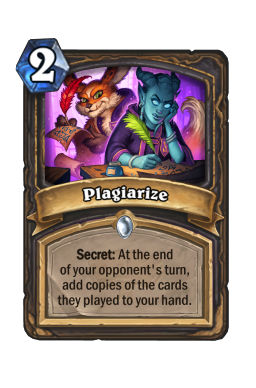 2
Plagiarize
Secret: At the end
of your opponent's turn,
add copies of the cards
they played to your hand.